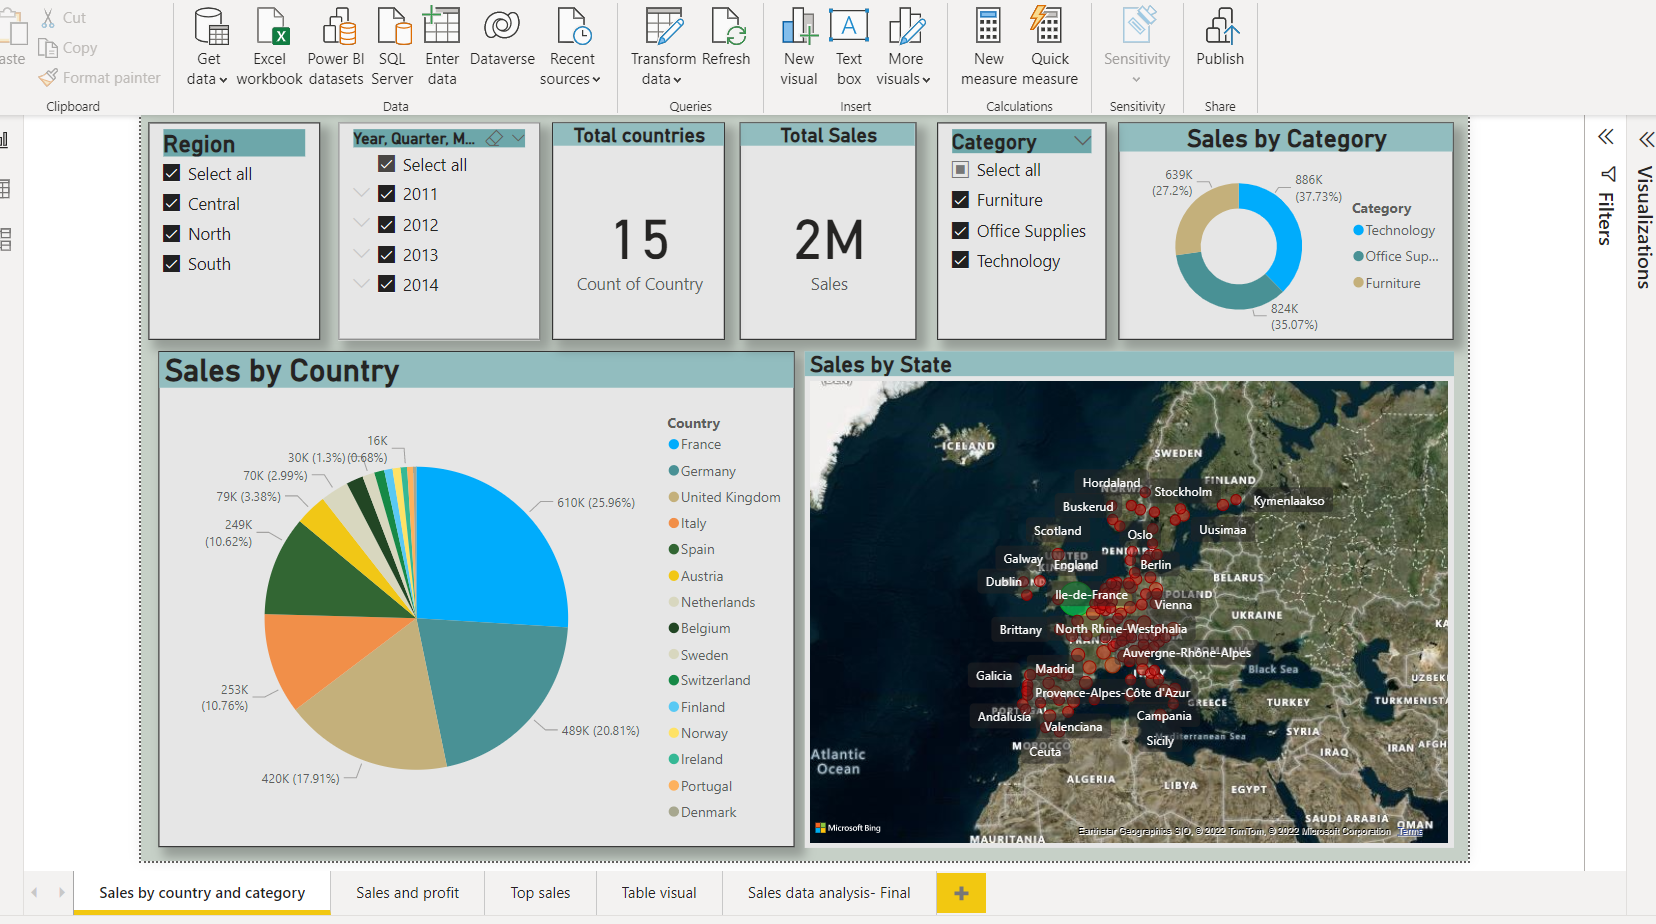 Cut
Copy
Format painter
Clipboard
Get data
Excel workbook
Power BI datasets
SQL Server
Enter data
Dataverse
Recent sources
Data
Transform data
Refresh
Queries
New visual
Text box
More visuals
Insert
New measure
Quick measure
Calculations
Sensitivity
Sensitivity
Publish
Share
Region
Select all
Central
North
South
Year, Quarter, M...
Select all
2011
2012
2013
2014
Total countries
15
Count of Country
Total Sales
2M
Sales
Category
Select all
Furniture
Office Supplies
Technology
Sales by Category
639K
(27.2%)
886K
(37.73%)
824K
(35.07%)
Category
Technology
Office Sup...
Furniture
Filters
Visualizations
Sales by Country
16K
30K (1.3%)
(0.68%)
70K (2.99%)
79K (3.38%)
249K
(10.62%)
253K
(10.76%)
420K (17.91%)
489K (20.81%)
610K (25.96%)
Country
France
Germany
United Kingdom
Italy
Spain
Austria
Netherlands
Belgium
Sweden
Switzerland
Finland
Norway
Ireland
Portugal
Denmark
Sales by State
ICELAND
SWEDEN
Hordaland
FINLAND
Stockholm
Kymenlaakso
Buskerud
Scotland
Oslo
Uusimaa
Galway
UNITED
England
Berlin
Dublin
BELARUS
Ile-de-France
POLAND
Vienna
UKRAINE
Brittany
North Rhine-Westphalia
Auvergne-Rhône-Alpes
Madrid
Galicia
Black Sea
UZBEKI
Provence-Alpes-Côte d'Azur
GREECE
TURKEY
TURKMENIST
Andalusía
Campania
Valenciana
Sicily
Mediterranean Sea
SYRIA
Ceuta
IRAQ
IRAN
AFGH
Atlantic
Ocean
ALGERIA
LIBYA
EGYPT
SAUDI ARABIA
OMAN
Microsoft Bing
Earthstar Geographics SIO, © 2022 TomTom, © 2022 Microsoft Corporation Terms
MAURITANIA
Sales by country and category
Sales and profit
Top sales
Table visual
Sales data analysis- Final